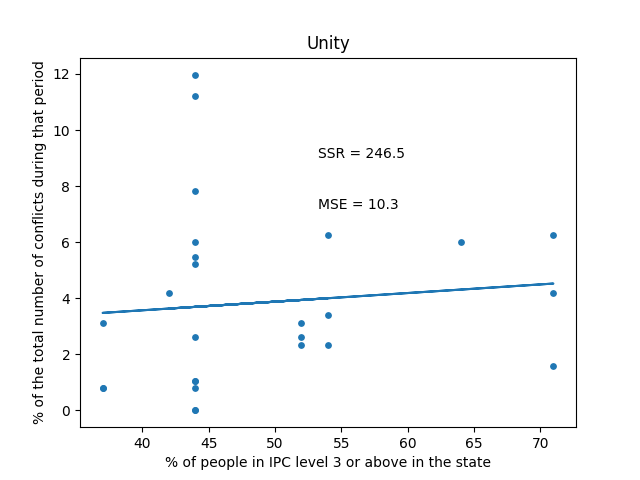 Unity
% of the total number of conflicts during that period
12
10
8
6
4
2
0
SSR = 246.5
MSE = 10.3
40 45 50 55 60 65 70
% of people in IPC level 3 or above in the state